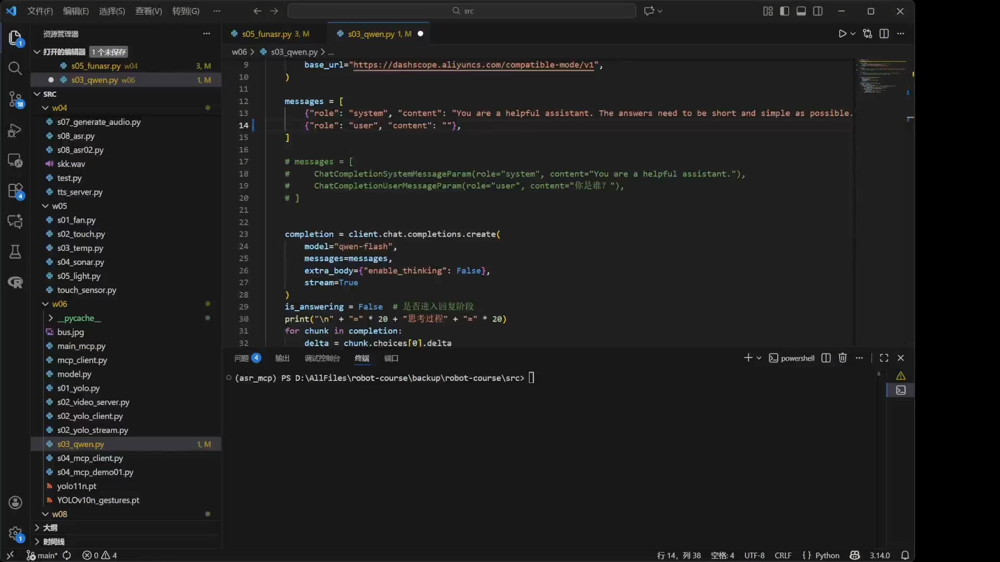 文件(F) 编辑(E) 选择(S) 查看(V) 转到(G) ··· src
资源管理器 ···
打开的编辑器 1 个未保存
s05_funasr.py w04 3, M
s03_qwen.py w06 1, M
SRC
w04
s07_generate_audio.py
s08_asr.py
s08_asr02.py
skk.wav
test.py
tts_server.py
w05
s01_fan.py
s02_touch.py
s03_temp.py
s04_sonar.py
s05_light.py
touch_sensor.py
w06
__pycache__
bus.jpg
main_mcp.py
mcp_client.py
model.py
s01_yolo.py
s02_video_server.py
s02_yolo_client.py
s02_yolo_stream.py
s03_qwen.py 1, M
s04_mcp_client.py
s04_mcp_demo01.py
yolo11n.pt
YOLOv10n_gestures.pt
w08
大纲
时间线
1
18
4
1
s05_funasr.py 3, M s03_qwen.py 1, M
w06 > s03_qwen.py > ...
9 base_url="https://dashscope.aliyuncs.com/compatible-mode/v1",
10 )
11
12 messages = [
13 {"role": "system", "content": "You are a helpful assistant. The answers need to be short and simple as possible.
14 {"role": "user", "content": ""},
15 ]
16
17 # messages = [
18 # ChatCompletionSystemMessageParam(role="system", content="You are a helpful assistant."),
19 # ChatCompletionUserMessageParam(role="user", content="你是谁？"),
20 # ]
21
22
23 completion = client.chat.completions.create(
24 model="qwen-flash",
25 messages=messages,
26 extra_body={"enable_thinking": False},
27 stream=True
28 )
29 is_answering = False # 是否进入回复阶段
30 print("\n" + "=" * 20 + "思考过程" + "=" * 20)
31 for chunk in completion:
32 delta = chunk.choices[0].delta
问题 4 输出 调试控制台 终端 端口 powershell ···
(asr_mcp) PS D:\AllFiles\robot-course\backup\robot-course\src>
main* 0 4 行 14，列 38 空格: 4 UTF-8 CRLF { } Python 3.14.0